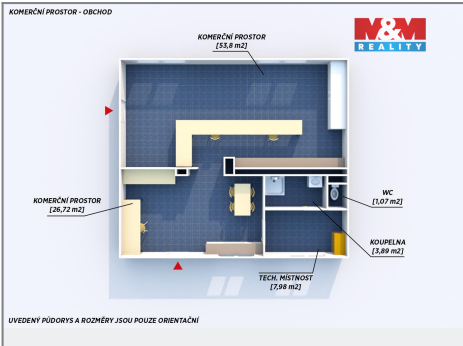 KOMERČNÍ PROSTOR - OBCHOD
M&M
REALITY
KOMERČNÍ PROSTOR
[53,8 m2]
KOMERČNÍ PROSTOR
[26,72 m2]
WC
[1,07 m2]
KOUPELNA
[3,89 m2]
TECH. MÍSTNOST
[7,98 m2]
UVEDENÝ PŮDORYS A ROZMĚRY JSOU POUZE ORIENTAČNÍ